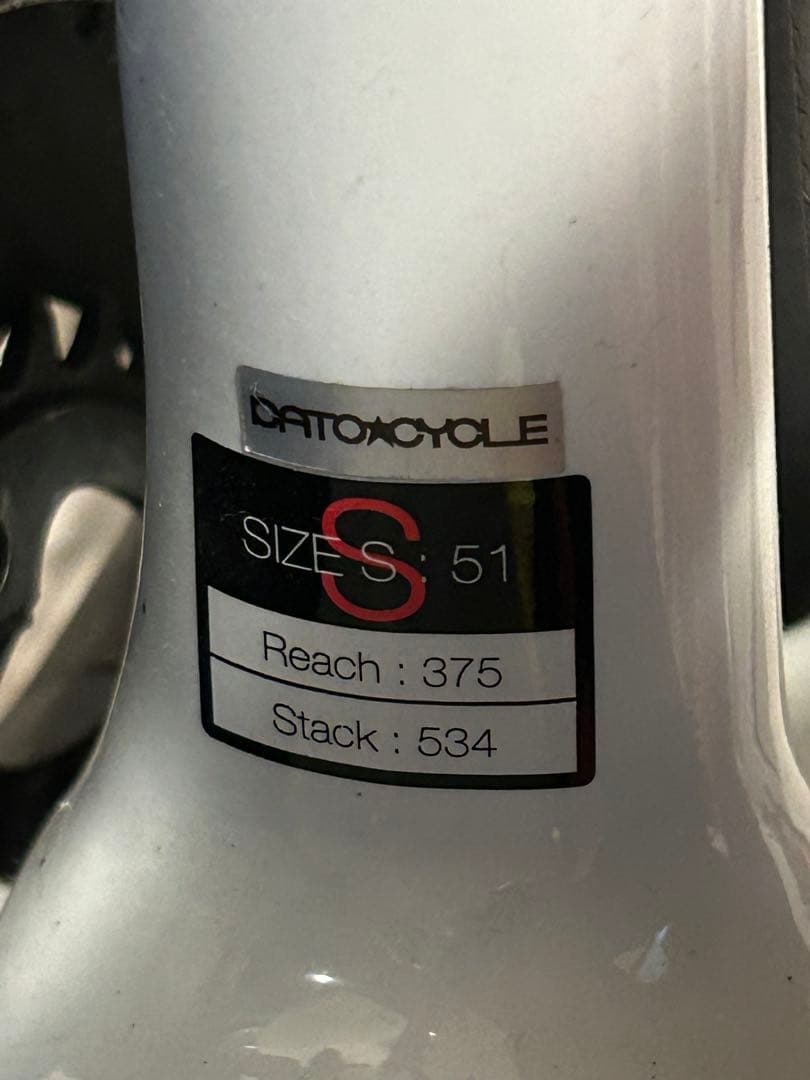 DATO★CYCLE
SIZE S : 51
S
Reach : 375
Stack : 534